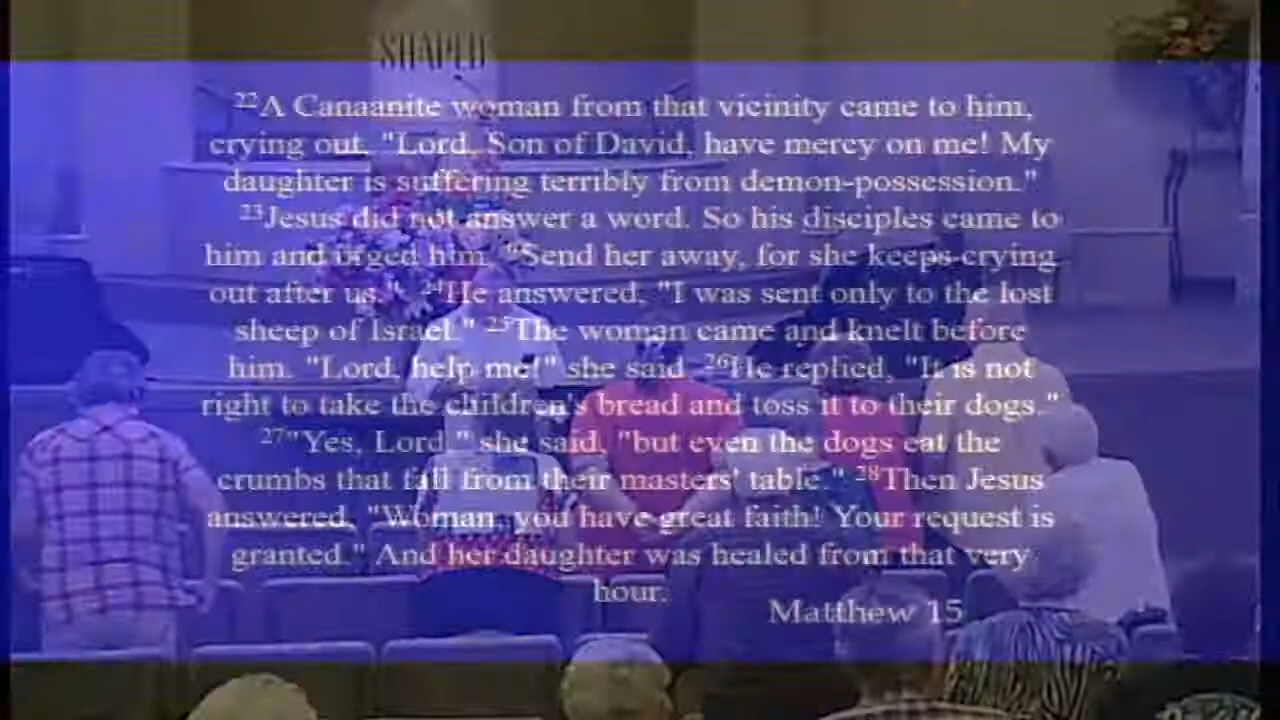 SHAPED
²²A Canaanite woman from that vicinity came to him,
crying out, "Lord, Son of David, have mercy on me! My
daughter is suffering terribly from demon-possession."
²³Jesus did not answer a word. So his disciples came to
him and urged him, "Send her away, for she keeps crying
out after us." ²⁴He answered, "I was sent only to the lost
sheep of Israel." ²⁵The woman came and knelt before
him. "Lord, help me!" she said. ²⁶He replied, "It is not
right to take the children's bread and toss it to their dogs."
²⁷"Yes, Lord," she said, "but even the dogs eat the
crumbs that fall from their masters' table." ²⁸Then Jesus
answered, "Woman, you have great faith! Your request is
granted." And her daughter was healed from that very
hour.
Matthew 15